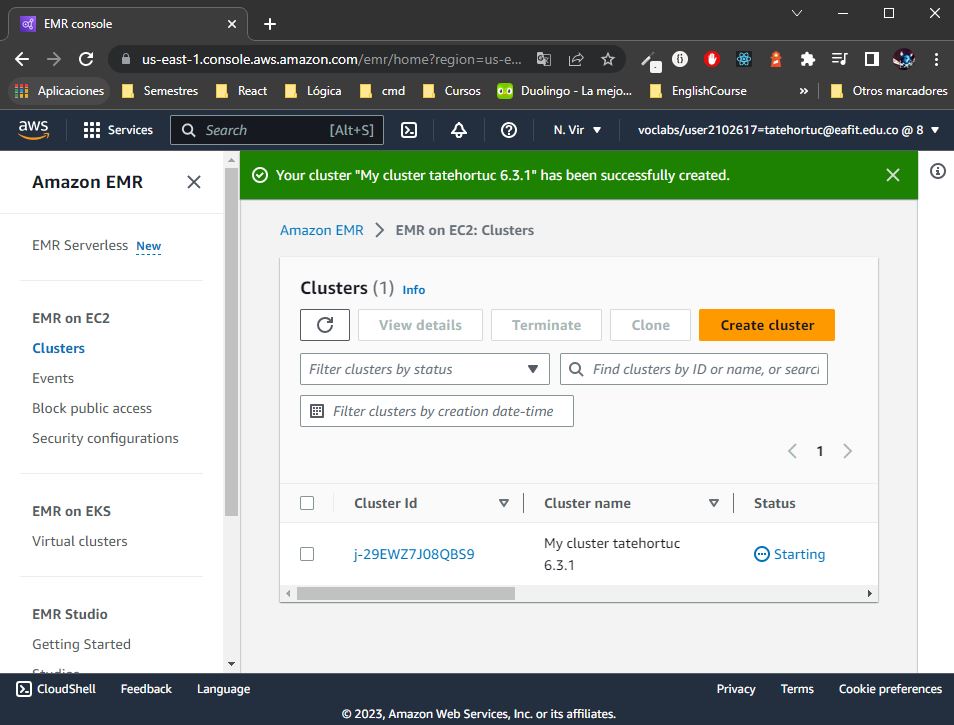 EMR console
us-east-1.console.aws.amazon.com/emr/home?region=us-e...
Aplicaciones
Semestres
React
Lógica
cmd
Cursos
Duolingo - La mejo...
EnglishCourse
»
Otros marcadores
aws
Services
Search
[Alt+S]
N. Vir
voclabs/user2102617=tatehortuc@eafit.edu.co @ 8
Amazon EMR
Your cluster "My cluster tatehortuc 6.3.1" has been successfully created.
EMR Serverless New
EMR on EC2
Clusters
Events
Block public access
Security configurations
EMR on EKS
Virtual clusters
EMR Studio
Getting Started
Studios
Amazon EMR
EMR on EC2: Clusters
Clusters (1) Info
View details
Terminate
Clone
Create cluster
Filter clusters by status
Find clusters by ID or name, or searc
Filter clusters by creation date-time
1
Cluster Id
Cluster name
Status
j-29EWZ7J08QBS9
My cluster tatehortuc
6.3.1
Starting
CloudShell
Feedback
Language
Privacy
Terms
Cookie preferences
© 2023, Amazon Web Services, Inc. or its affiliates.